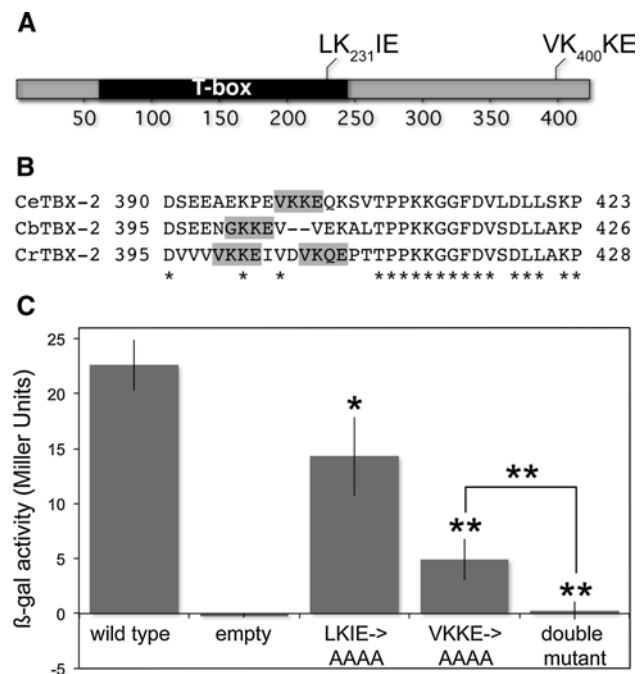 A
LK₂₃₁IE VK₄₀₀KE
T-box
50 100 150 200 250 300 350 400
B
CeTBX-2 390 DSEEAEKPEVKKEQKSVTPPKKGGFDVLDLLSKP 423
CbTBX-2 395 DSEENGKKEV--VEKALTPPKKGGFDVLDLLSKP 426
CrTBX-2 395 DVVVVKKEIVDVKQEPTTPPKKGGFDVLDLLAKP 428
* * * ********** *** **
C
ß-gal activity (Miller Units)
25
20
15
10
5
0
-5
*
**
**
**
wild type empty LKIE-> VKKE-> double
AAAA AAAA mutant